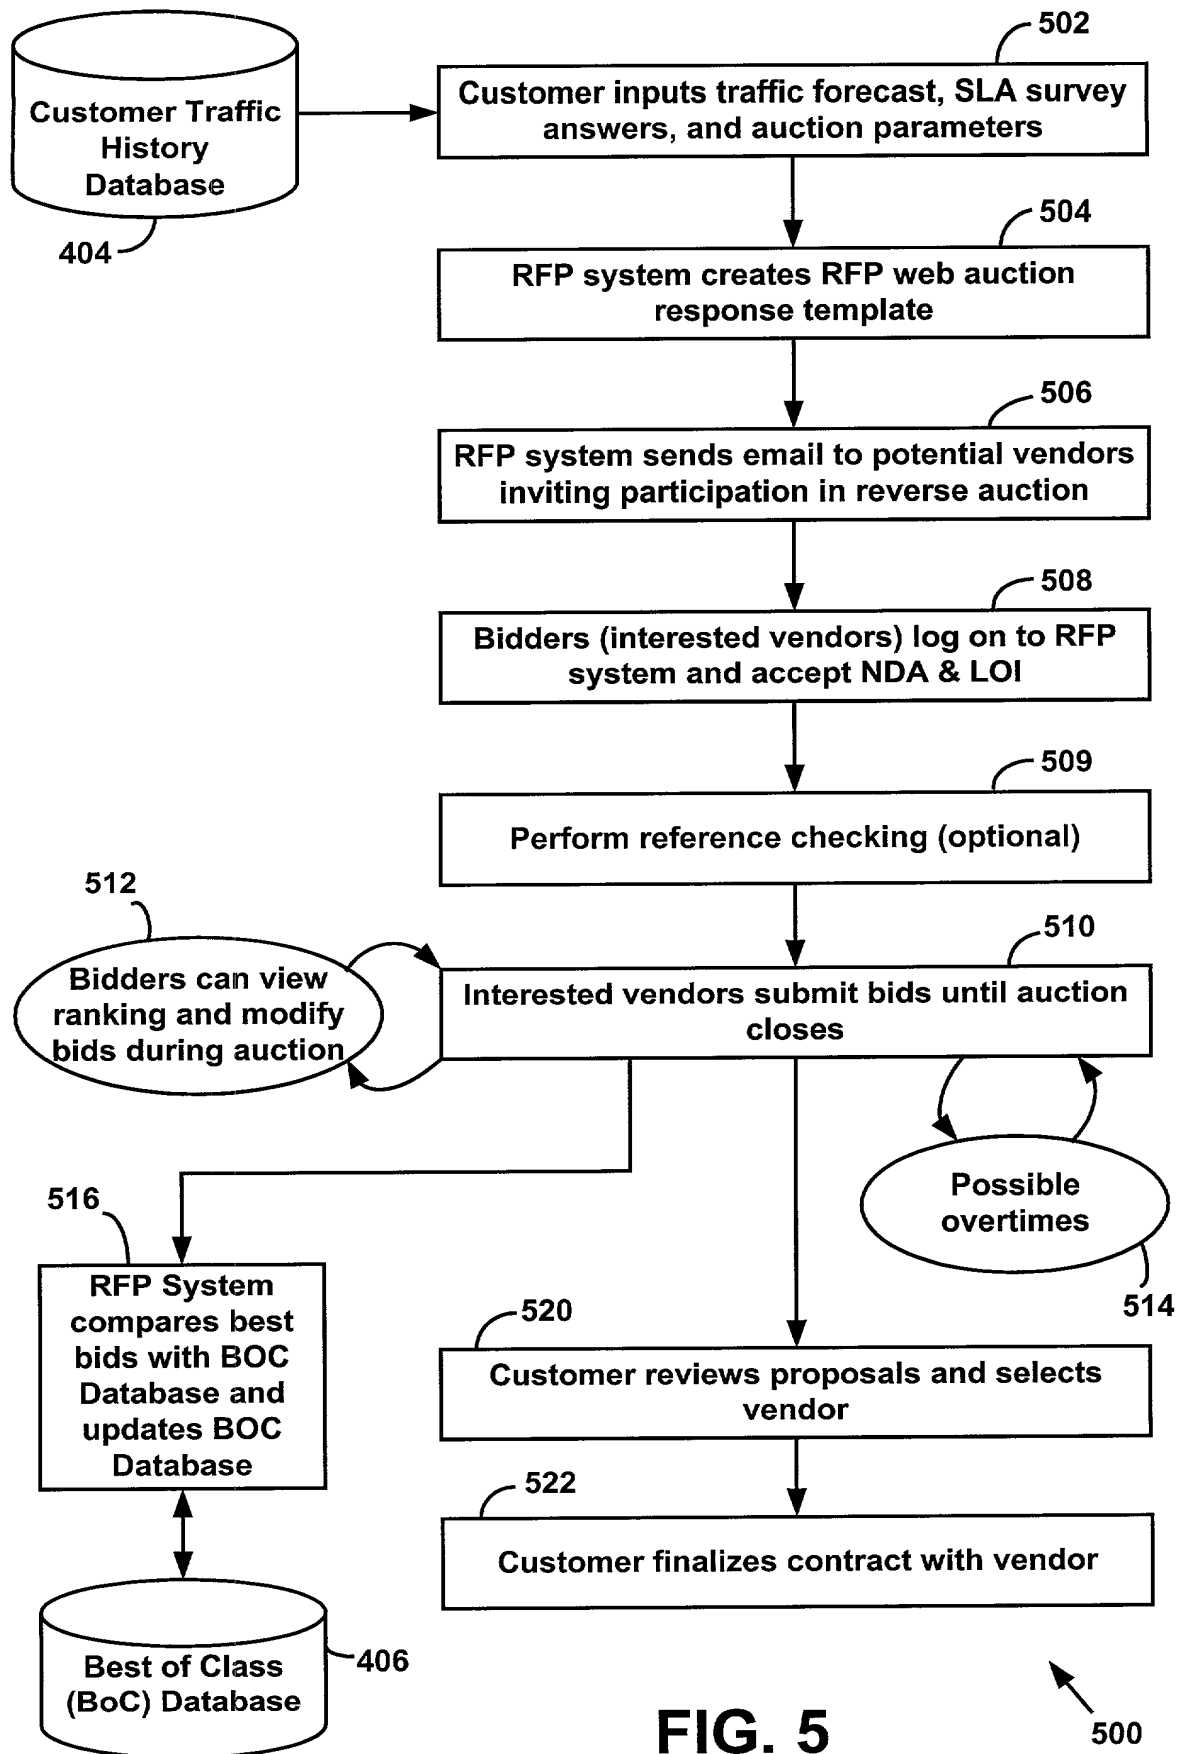 502
Customer Traffic
History
Database
404
Customer inputs traffic forecast, SLA survey
answers, and auction parameters
504
RFP system creates RFP web auction
response template
506
RFP system sends email to potential vendors
inviting participation in reverse auction
508
Bidders (interested vendors) log on to RFP
system and accept NDA & LOI
509
Perform reference checking (optional)
512
Bidders can view
ranking and modify
bids during auction
510
Interested vendors submit bids until auction
closes
Possible
overtimes
514
516
RFP System
compares best
bids with BOC
Database and
updates BOC
Database
520
Customer reviews proposals and selects
vendor
522
Customer finalizes contract with vendor
Best of Class
(BoC) Database
406
FIG. 5
500